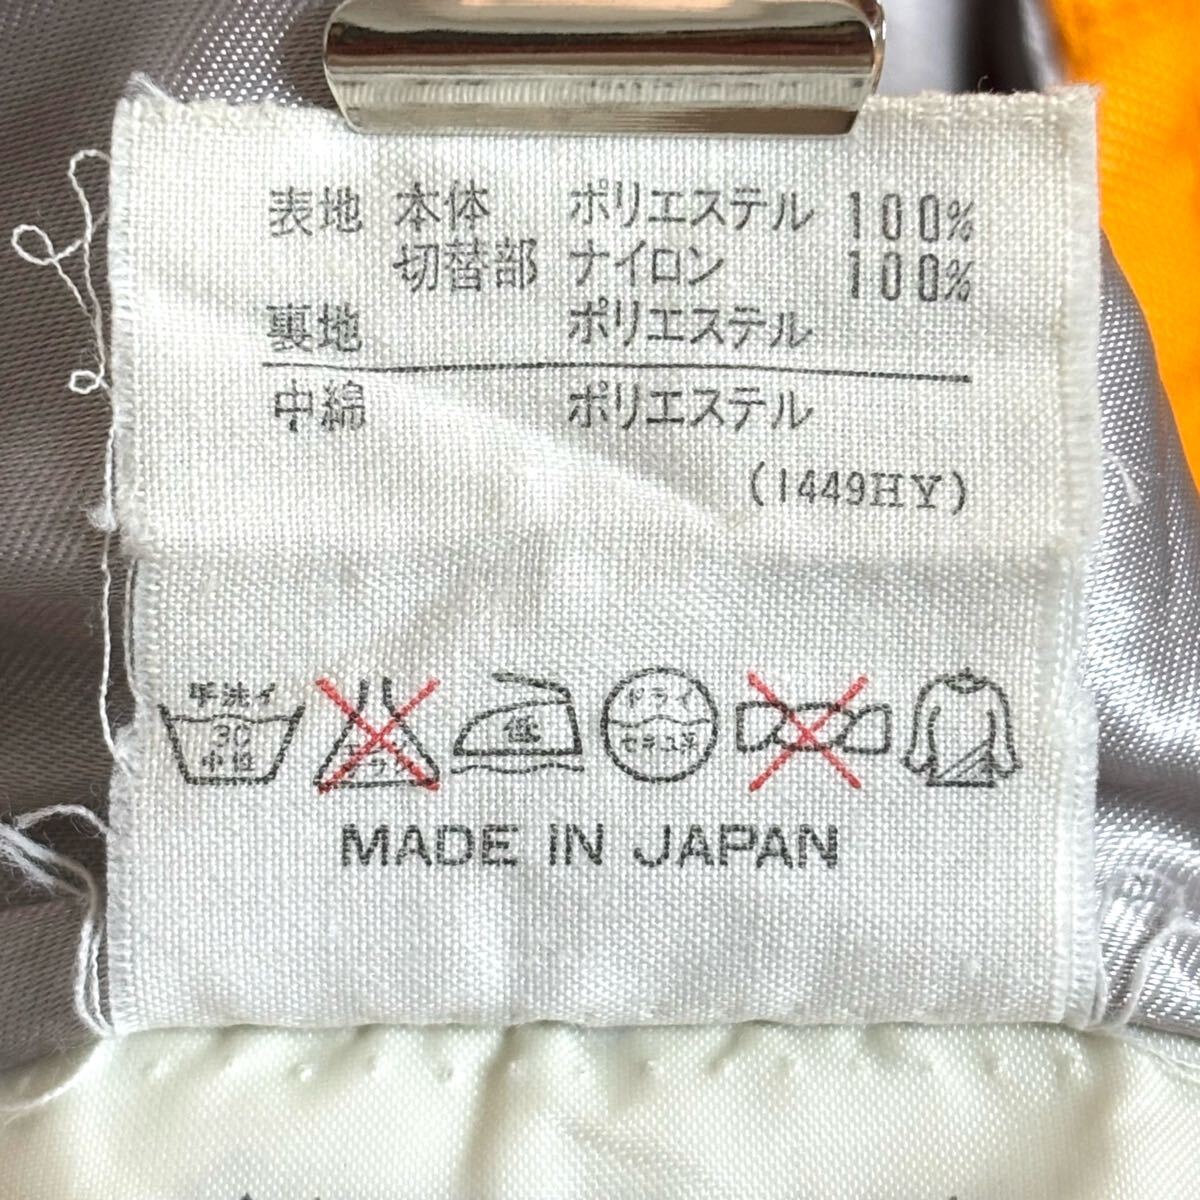 表地 本体 ポリエステル 100%
切替部 ナイロン 100%
裏地 ポリエステル
中綿 ポリエステル
(1449HY)
手洗イ
30
中性
低
ドライ
セキユ系
MADE IN JAPAN